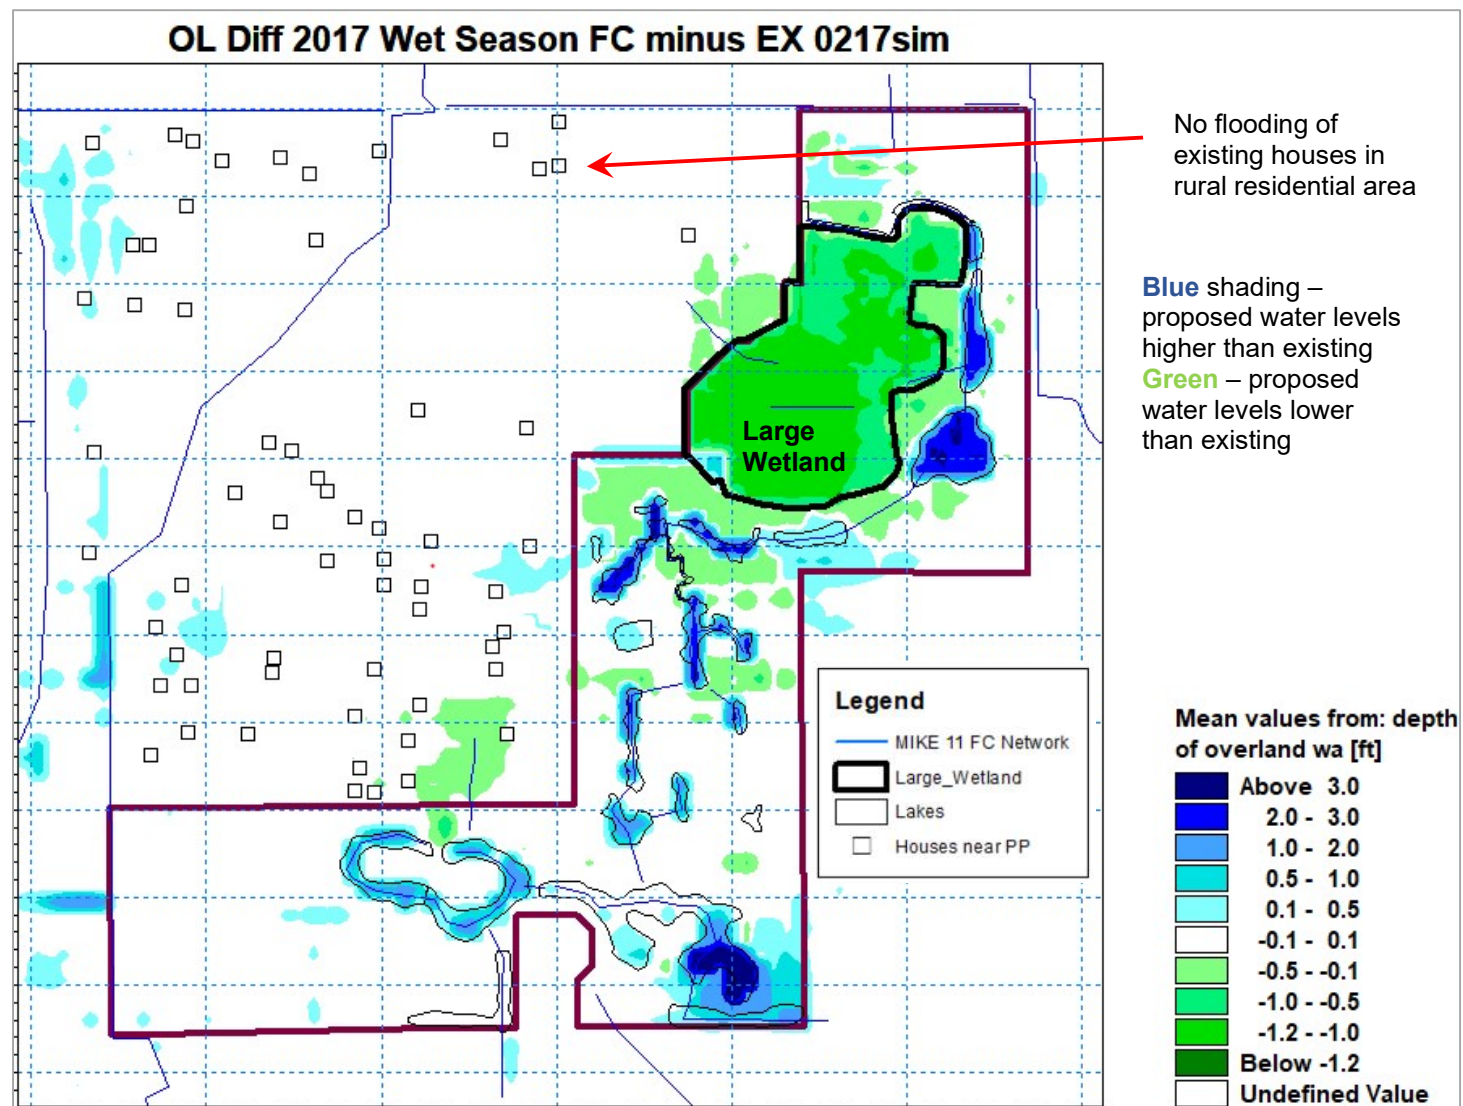 OL Diff 2017 Wet Season FC minus EX 0217sim
No flooding of
existing houses in
rural residential area
Blue shading –
proposed water levels
higher than existing
Green – proposed
water levels lower
than existing
Large
Wetland
Legend
MIKE 11 FC Network
Large_Wetland
Lakes
Houses near PP
Mean values from: depth
of overland wa [ft]
Above 3.0
2.0 - 3.0
1.0 - 2.0
0.5 - 1.0
0.1 - 0.5
-0.1 - 0.1
-0.5 - -0.1
-1.0 - -0.5
-1.2 - -1.0
Below -1.2
Undefined Value